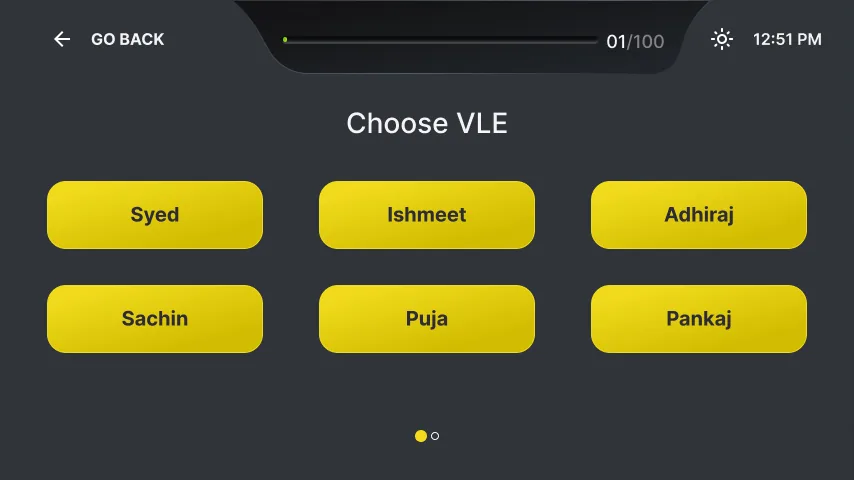 GO BACK
01/100
12:51 PM
Choose VLE
Syed
Ishmeet
Adhiraj
Sachin
Puja
Pankaj